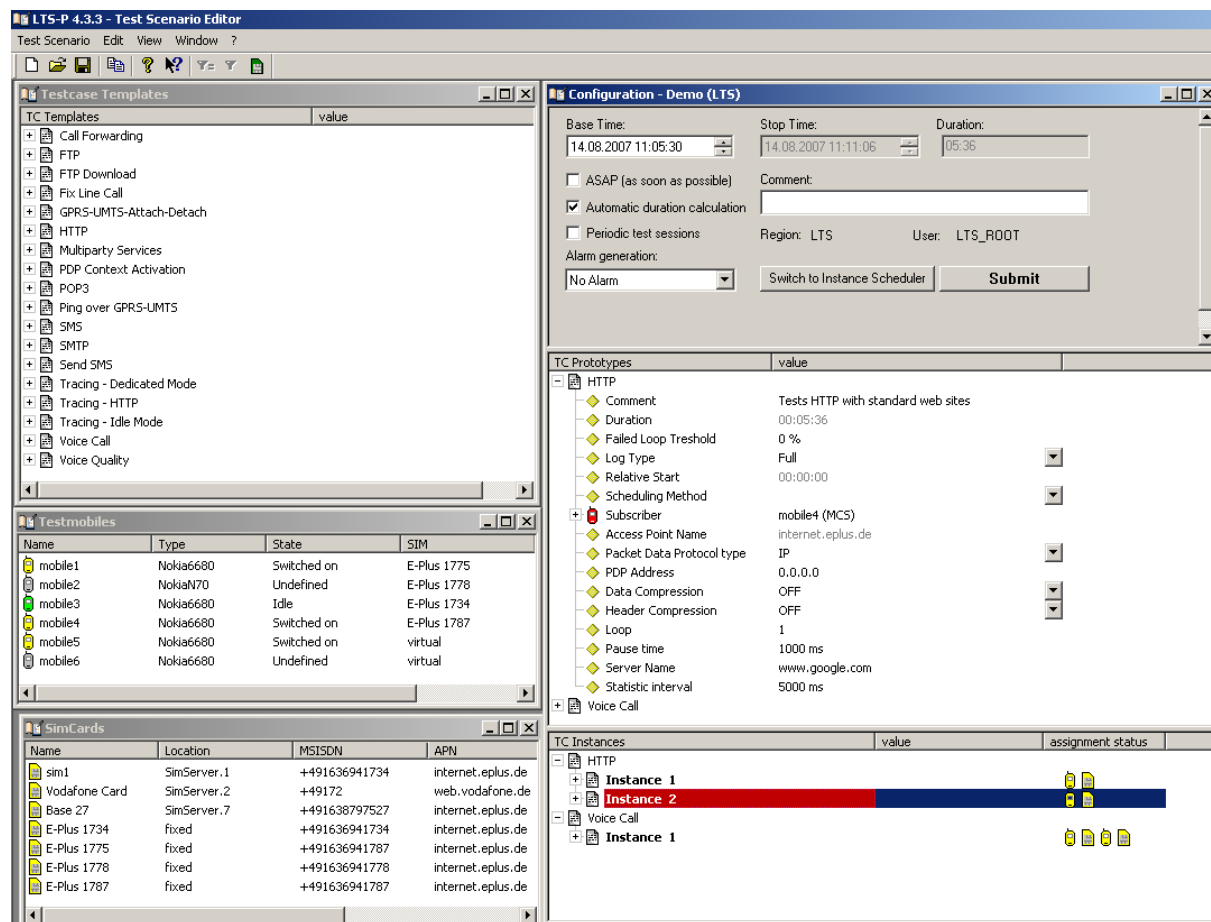 LTS-P 4.3.3 - Test Scenario Editor
Test Scenario Edit View Window ?
Testcase Templates
TC Templates value
Call Forwarding
FTP
FTP Download
Fix Line Call
GPRS-UMTS-Attach-Detach
HTTP
Multiparty Services
PDP Context Activation
POP3
Ping over GPRS-UMTS
SMS
SMTP
Send SMS
Tracing - Dedicated Mode
Tracing - HTTP
Tracing - Idle Mode
Voice Call
Voice Quality
Testmobiles
Name Type State SIM
mobile1 Nokia6680 Switched on E-Plus 1775
mobile2 NokiaN70 Undefined E-Plus 1778
mobile3 Nokia6680 Idle E-Plus 1734
mobile4 Nokia6680 Switched on E-Plus 1787
mobile5 Nokia6680 Switched on virtual
mobile6 Nokia6680 Undefined virtual
SimCards
Name Location MSISDN APN
sim1 SimServer.1 +491636941734 internet.eplus.de
Vodafone Card SimServer.2 +49172 web.vodafone.de
Base 27 SimServer.7 +491638797527 internet.eplus.de
E-Plus 1734 fixed +491636941734 internet.eplus.de
E-Plus 1775 fixed +491636941787 internet.eplus.de
E-Plus 1778 fixed +491636941778 internet.eplus.de
E-Plus 1787 fixed +491636941787 internet.eplus.de
Configuration - Demo (LTS)
Base Time: Stop Time: Duration:
14.08.2007 11:05:30 14.08.2007 11:11:06 05:36
ASAP (as soon as possible) Comment:
Automatic duration calculation
Periodic test sessions Region: LTS User: LTS_ROOT
Alarm generation:
No Alarm Switch to Instance Scheduler Submit
TC Prototypes value
HTTP
Comment Tests HTTP with standard web sites
Duration 00:05:36
Failed Loop Treshold 0 %
Log Type Full
Relative Start 00:00:00
Scheduling Method
Subscriber mobile4 (MCS)
Access Point Name internet.eplus.de
Packet Data Protocol type IP
PDP Address 0.0.0.0
Data Compression OFF
Header Compression OFF
Loop 1
Pause time 1000 ms
Server Name www.google.com
Statistic interval 5000 ms
Voice Call
TC Instances value assignment status
HTTP
Instance 1
Instance 2
Voice Call
Instance 1